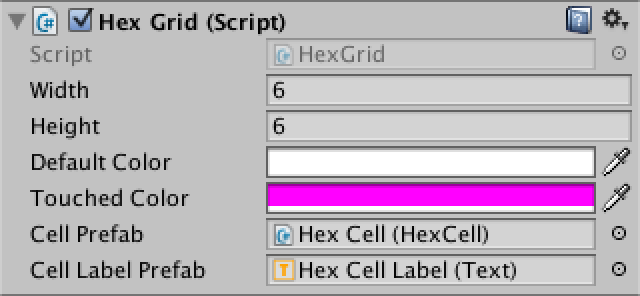 Hex Grid (Script)
Script HexGrid
Width 6
Height 6
Default Color
Touched Color
Cell Prefab Hex Cell (HexCell)
Cell Label Prefab Hex Cell Label (Text)